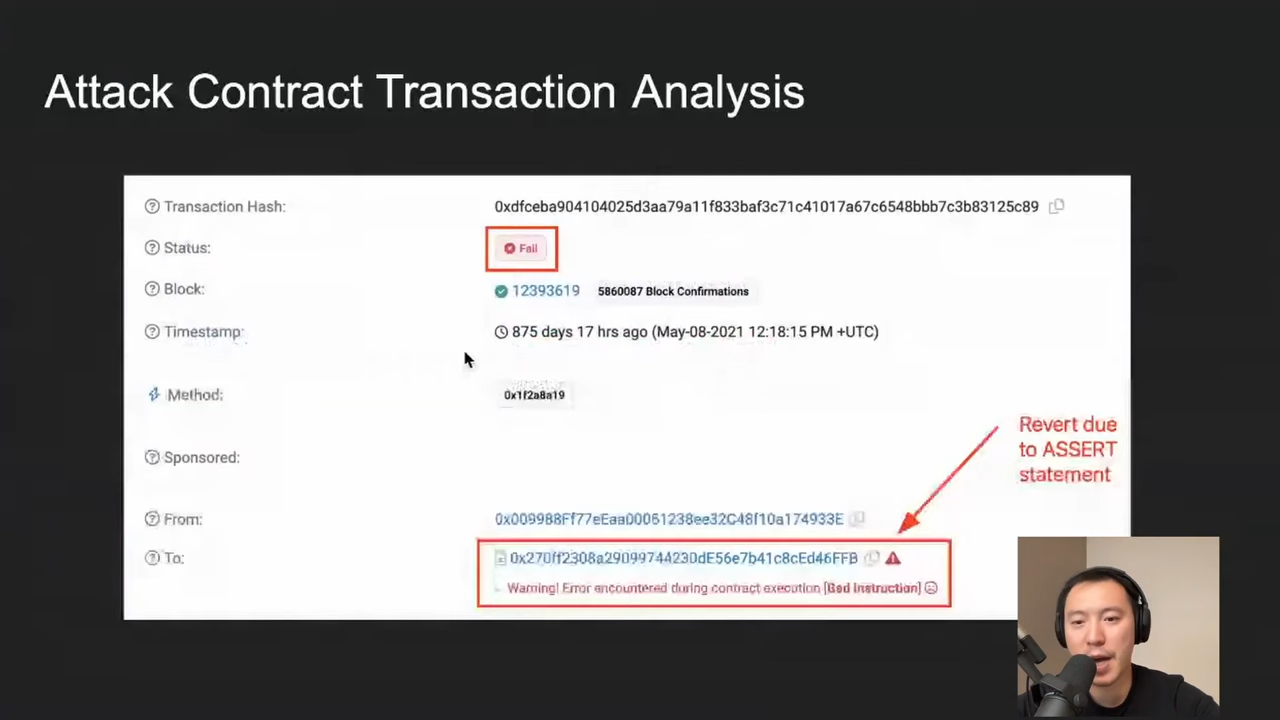 Attack Contract Transaction Analysis
Transaction Hash: 0xdfceba904104025d3aa79a11f833baf3c71c41017a67c6548bbb7c3b83125c89
Status: Fail
Block: 12393619 5860087 Block Confirmations
Timestamp: 875 days 17 hrs ago (May-08-2021 12:18:15 PM +UTC)
Method: 0x1f2a8a19
Sponsored:
From: 0x009988Ff77eEaa00051238ee32C48f10a174933E
To: 0x270ff2308a29099744230dE56e7b41c8cEd46FFB
Warning! Error encountered during contract execution [Bad instruction]
Revert due
to ASSERT
statement